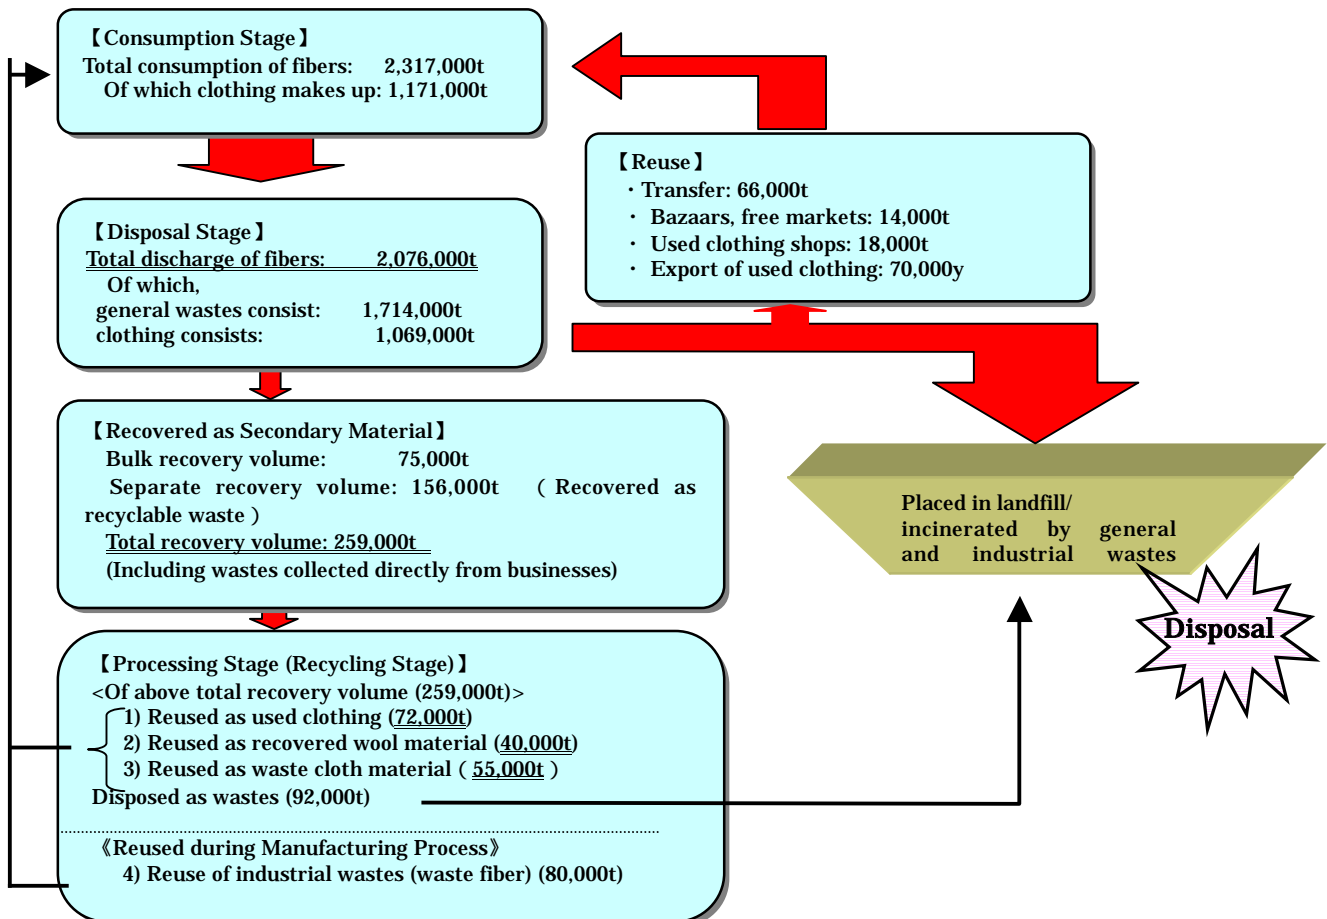 【Consumption Stage】
Total consumption of fibers: 2,317,000t
Of which clothing makes up: 1,171,000t
【Disposal Stage】
Total discharge of fibers: 2,076,000t
Of which,
general wastes consist: 1,714,000t
clothing consists: 1,069,000t
【Reuse】
・Transfer: 66,000t
・ Bazaars, free markets: 14,000t
・ Used clothing shops: 18,000t
・ Export of used clothing: 70,000y
【Recovered as Secondary Material】
Bulk recovery volume: 75,000t
Separate recovery volume: 156,000t ( Recovered as
recyclable waste )
Total recovery volume: 259,000t
(Including wastes collected directly from businesses)
Placed in landfill/
incinerated by general
and industrial wastes
Disposal
【Processing Stage (Recycling Stage)】
<Of above total recovery volume (259,000t)>
1) Reused as used clothing (72,000t)
2) Reused as recovered wool material (40,000t)
3) Reused as waste cloth material ( 55,000t )
Disposed as wastes (92,000t)
《Reused during Manufacturing Process》
4) Reuse of industrial wastes (waste fiber) (80,000t)